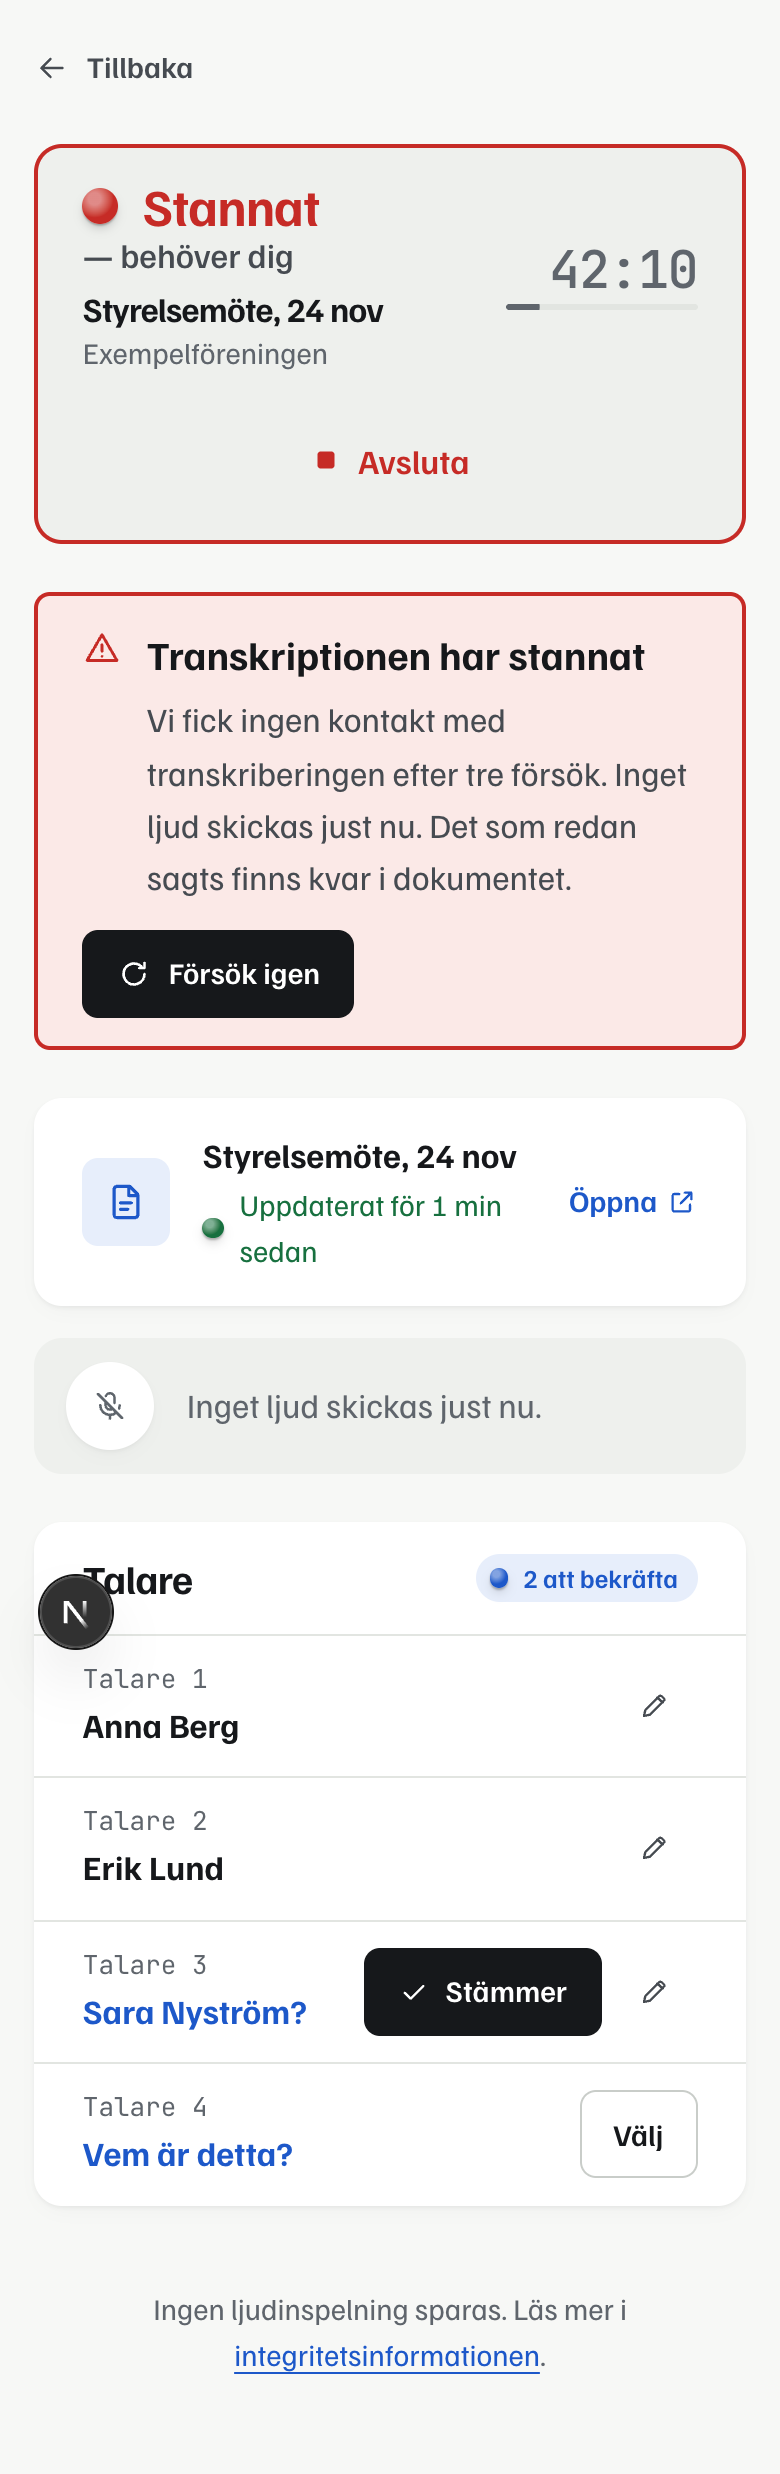 Tillbaka
Stannat
— behöver dig
42:10
Styrelsemöte, 24 nov
Exempelföreningen
Avsluta
Transkriptionen har stannat
Vi fick ingen kontakt med
transkriberingen efter tre försök. Inget
ljud skickas just nu. Det som redan
sagts finns kvar i dokumentet.
Försök igen
Styrelsemöte, 24 nov
Uppdaterat för 1 min
sedan
Öppna
Inget ljud skickas just nu.
Talare
2 att bekräfta
N
Talare 1
Anna Berg
Talare 2
Erik Lund
Talare 3
Sara Nyström?
Stämmer
Talare 4
Vem är detta?
Välj
Ingen ljudinspelning sparas. Läs mer i
integritetsinformationen.